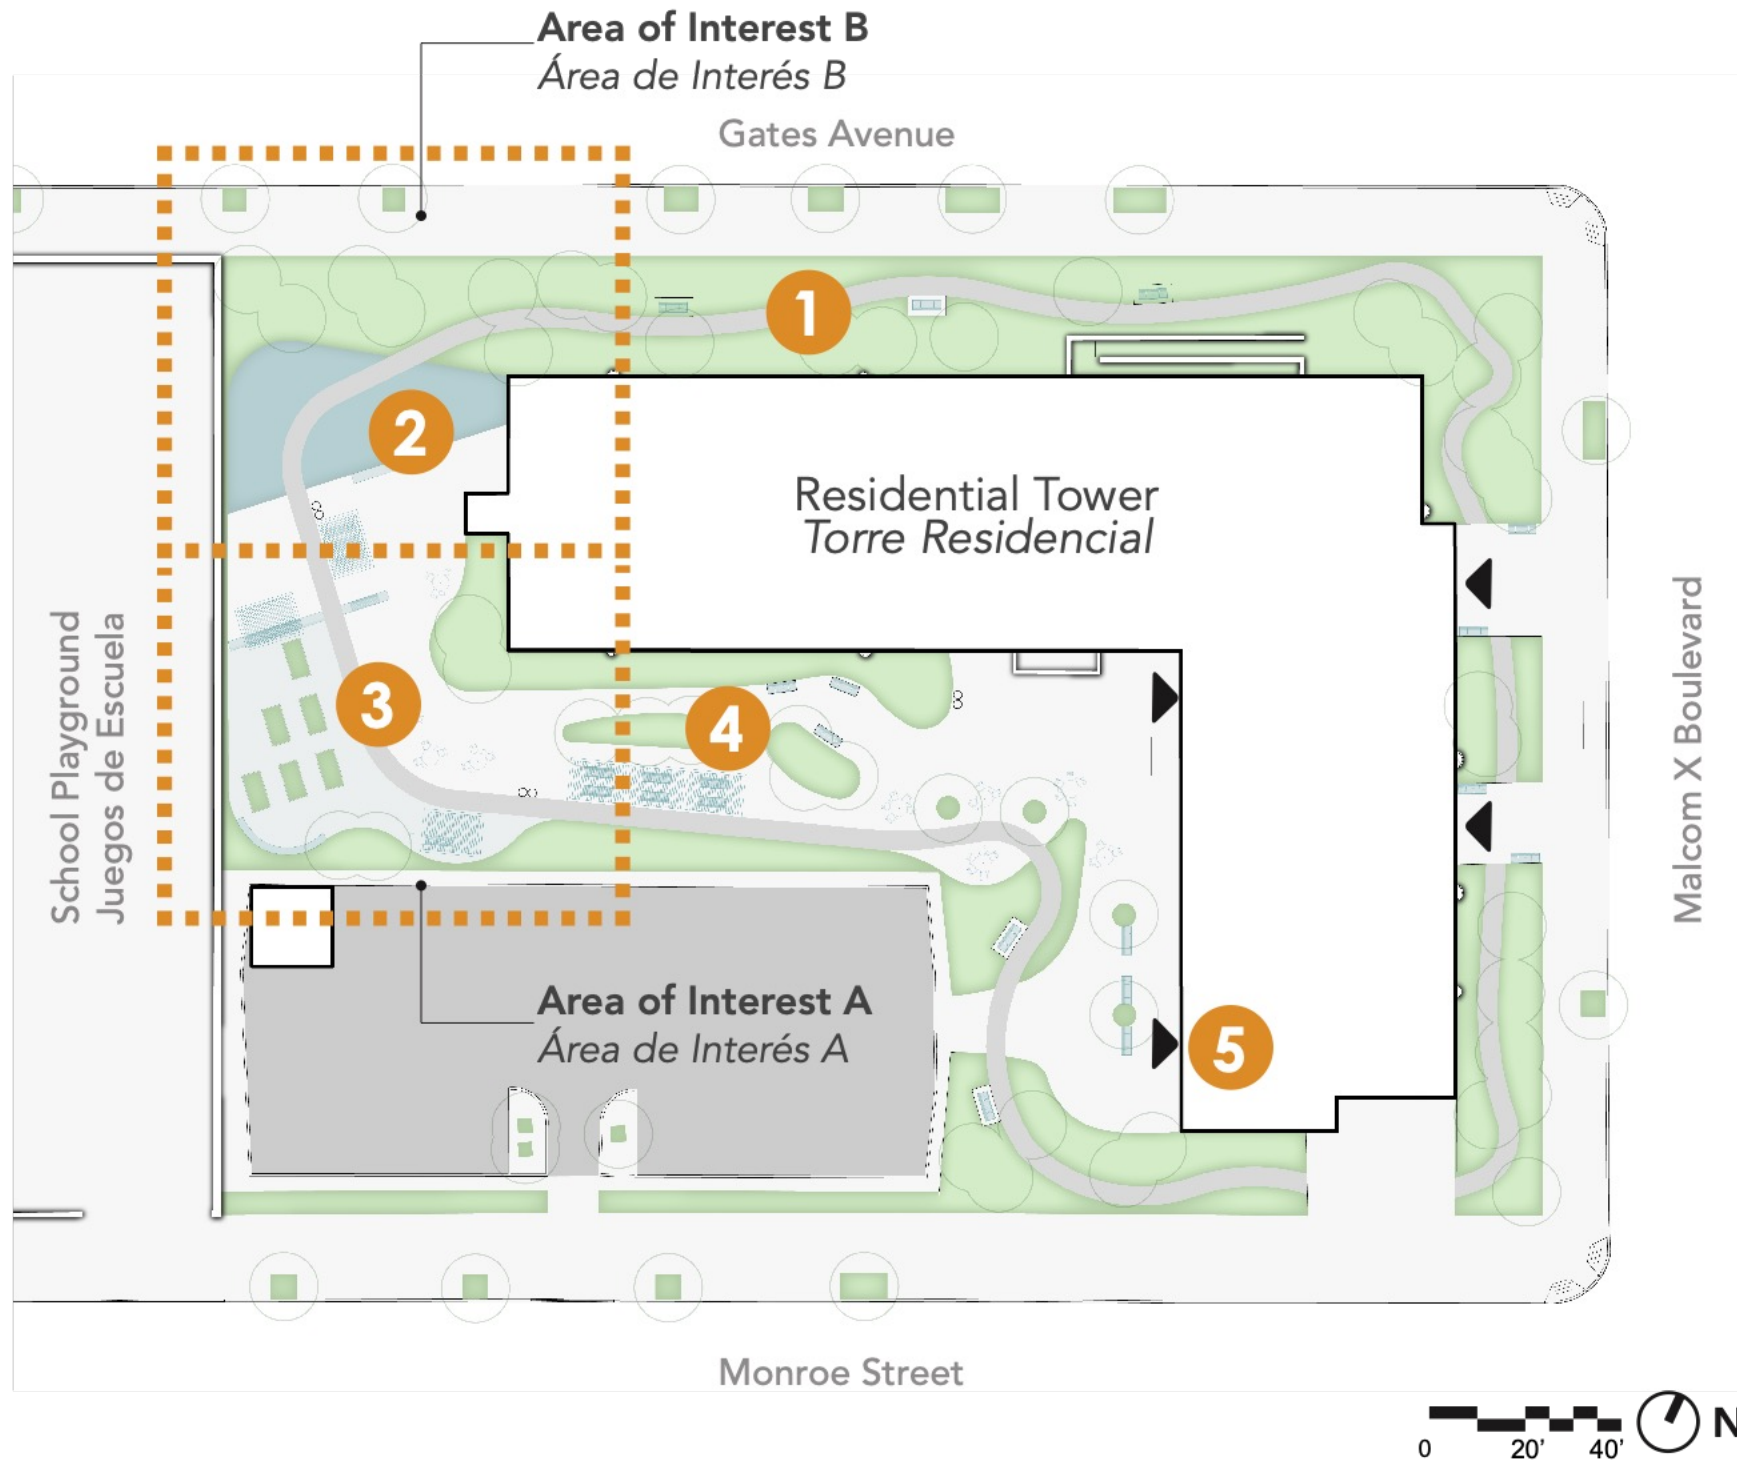 Area of Interest B
Área de Interés B
Gates Avenue
1
2
Residential Tower
Torre Residencial
School Playground
Juegos de Escuela
3
4
Malcom X Boulevard
Area of Interest A
Área de Interés A
5
Monroe Street
0 20' 40'
N